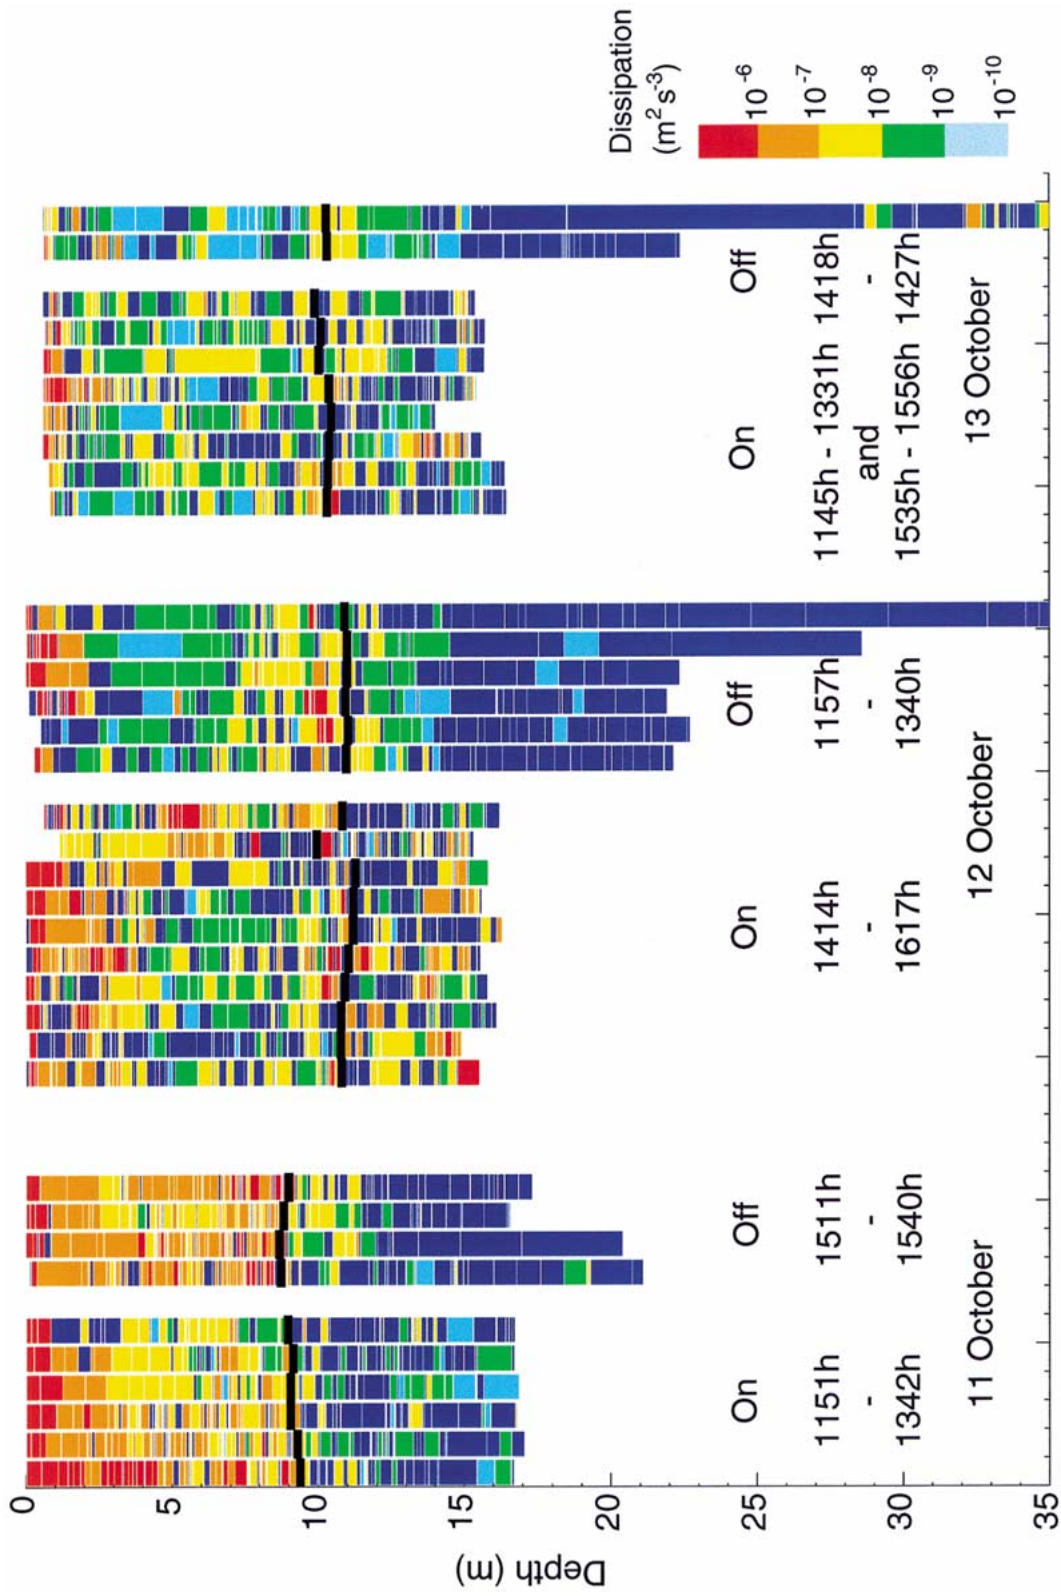 0
5
10
15
20
25
30
35
Depth (m)
On
1151h
-
1342h
Off
1511h
-
1540h
11 October
On
1414h
-
1617h
Off
1157h
-
1340h
12 October
On
1145h - 1331h
and
1535h - 1556h
Off
1418h
-
1427h
13 October
Dissipation
(m² s⁻³)
10⁻⁶
10⁻⁷
10⁻⁸
10⁻⁹
10⁻¹⁰